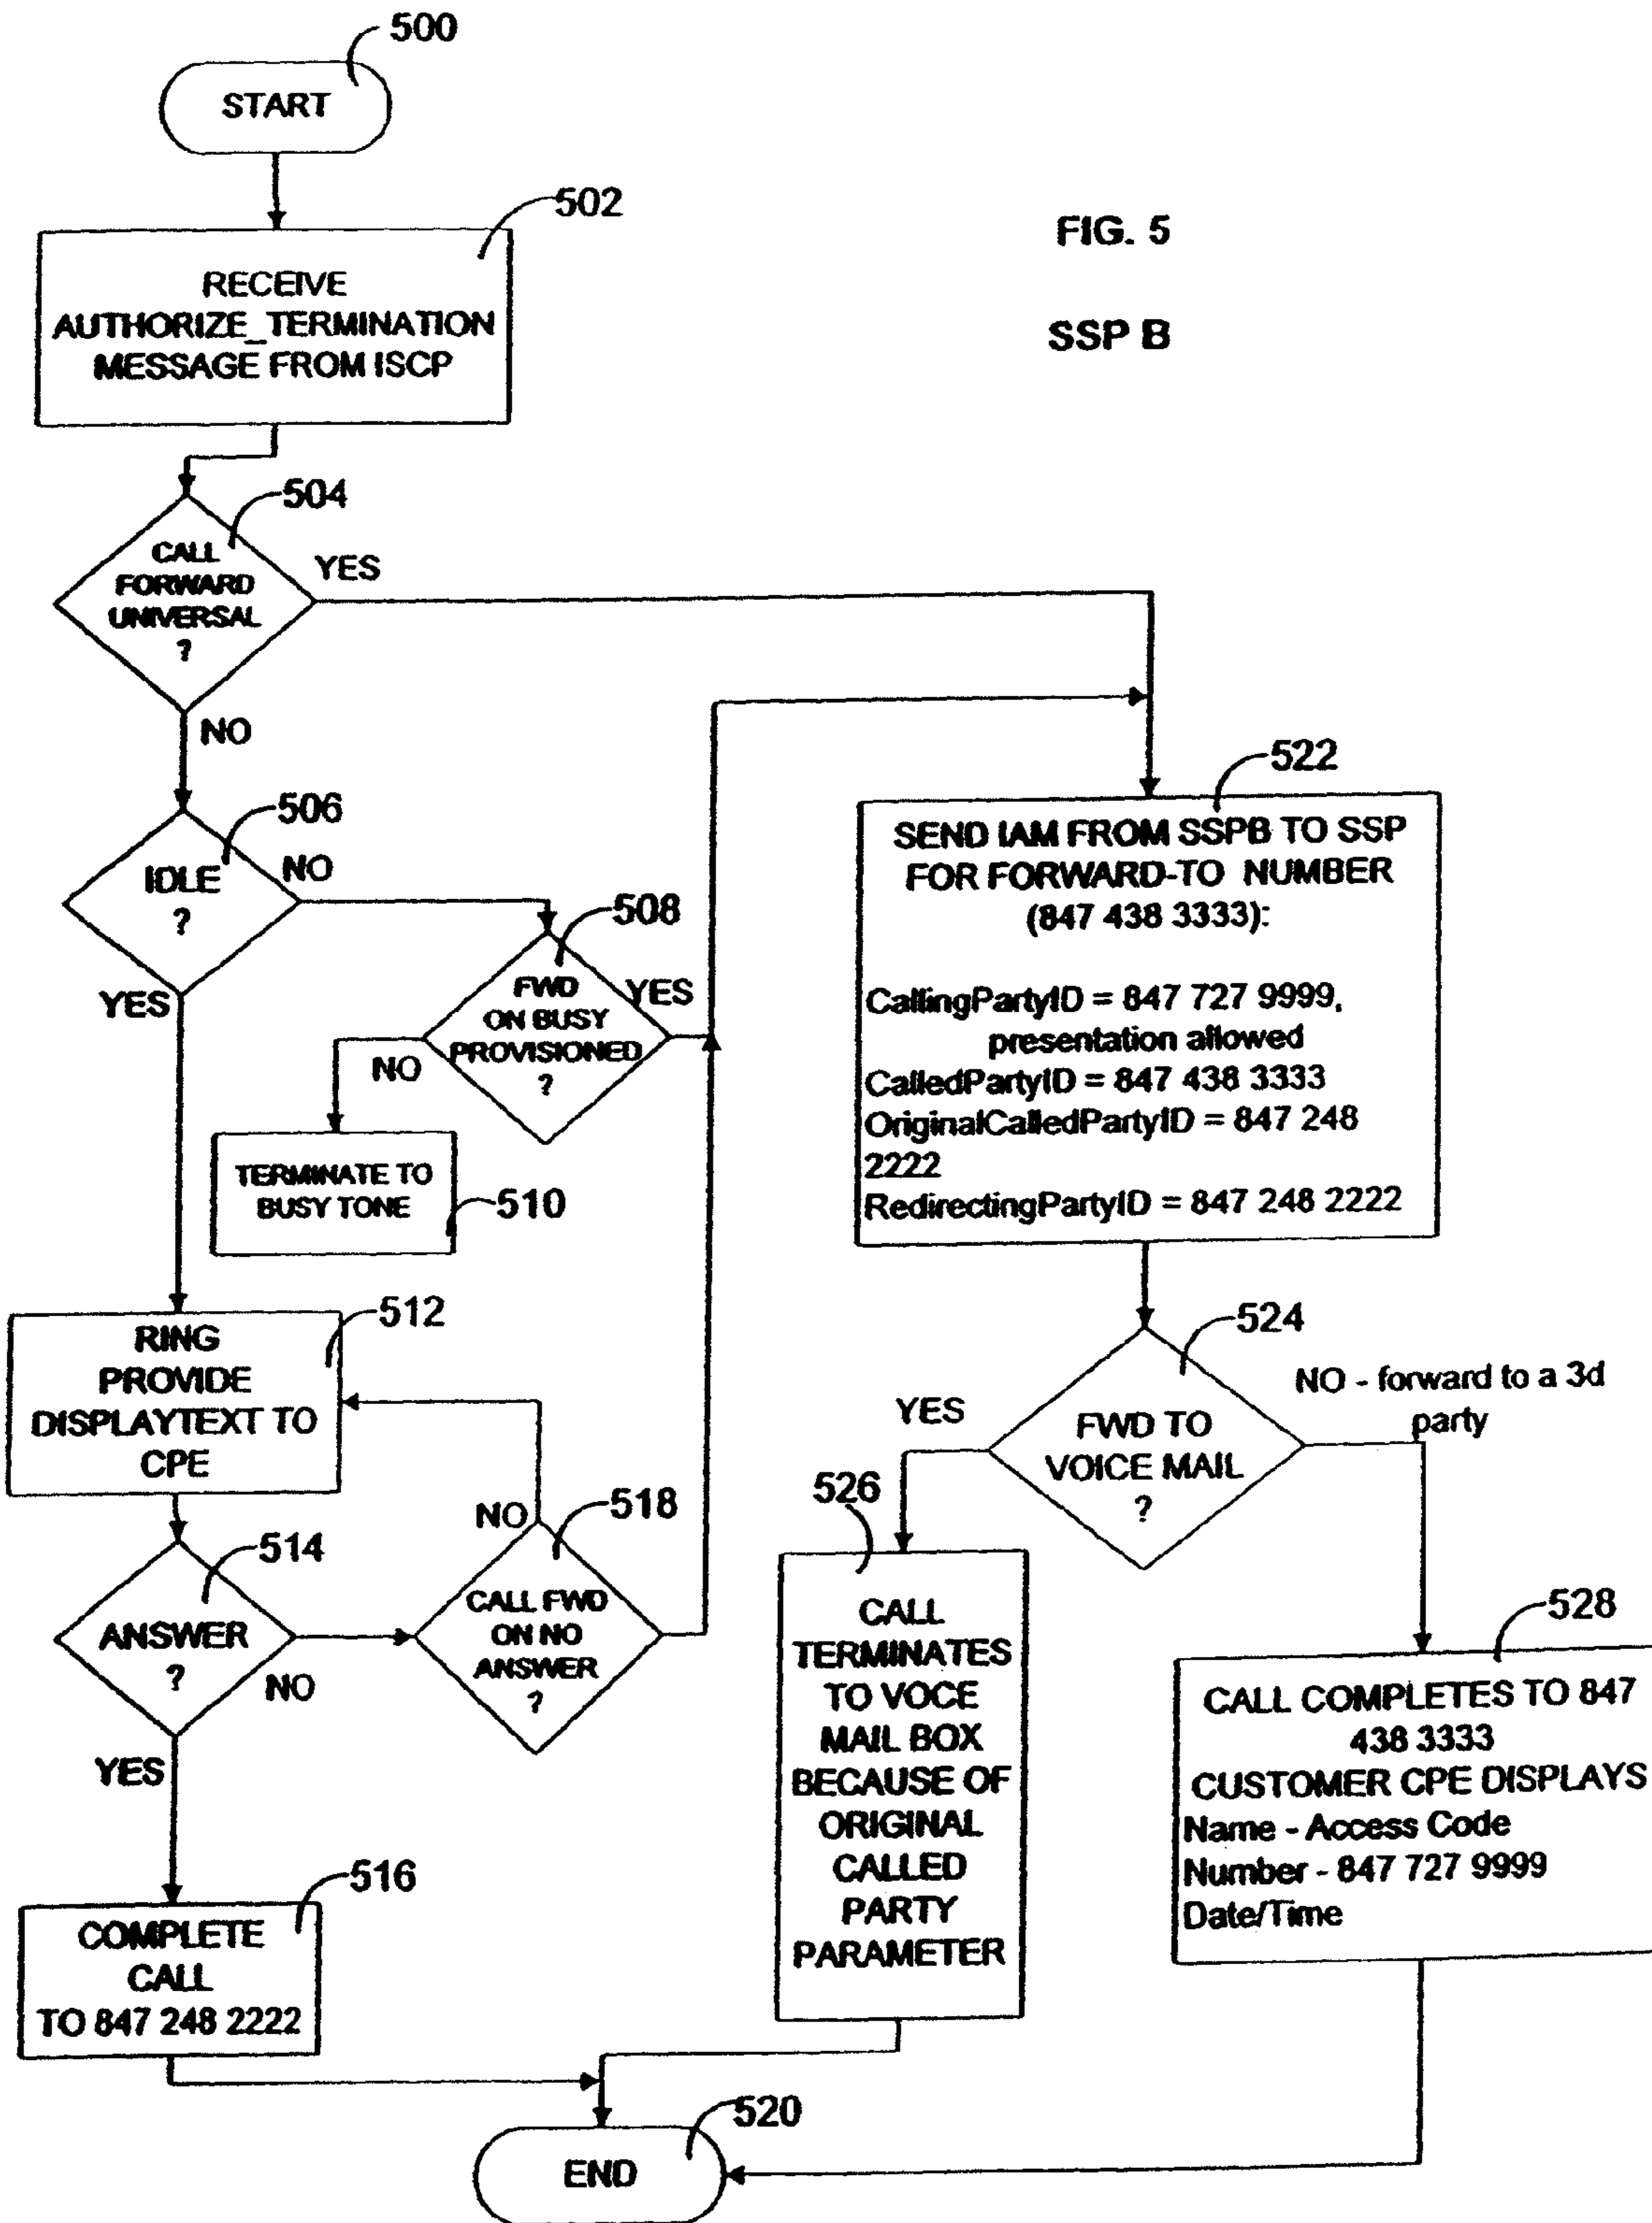 500
START
502
FIG. 5
RECEIVE
AUTHORIZE_TERMINATION
MESSAGE FROM ISCP
SSP B
504
CALL
FORWARD
UNIVERSAL
?
YES
NO
506
IDLE
?
NO
YES
508
FWD
ON BUSY
PROVISIONED
?
YES
NO
TERMINATE TO
BUSY TONE
510
522
SEND IAM FROM SSPB TO SSP
FOR FORWARD-TO NUMBER
(847 438 3333):
CallingPartyID = 847 727 9999,
presentation allowed
CalledPartyID = 847 438 3333
OriginalCalledPartyID = 847 248
2222
RedirectingPartyID = 847 248 2222
512
RING
PROVIDE
DISPLAYTEXT TO
CPE
514
ANSWER
?
NO
YES
518
NO
CALL FWD
ON NO
ANSWER
?
524
FWD TO
VOICE MAIL
?
YES
NO - forward to a 3d
party
526
CALL
TERMINATES
TO VOCE
MAIL BOX
BECAUSE OF
ORIGINAL
CALLED
PARTY
PARAMETER
528
CALL COMPLETES TO 847
438 3333
CUSTOMER CPE DISPLAYS
Name - Access Code
Number - 847 727 9999
Date/Time
516
COMPLETE
CALL
TO 847 248 2222
520
END